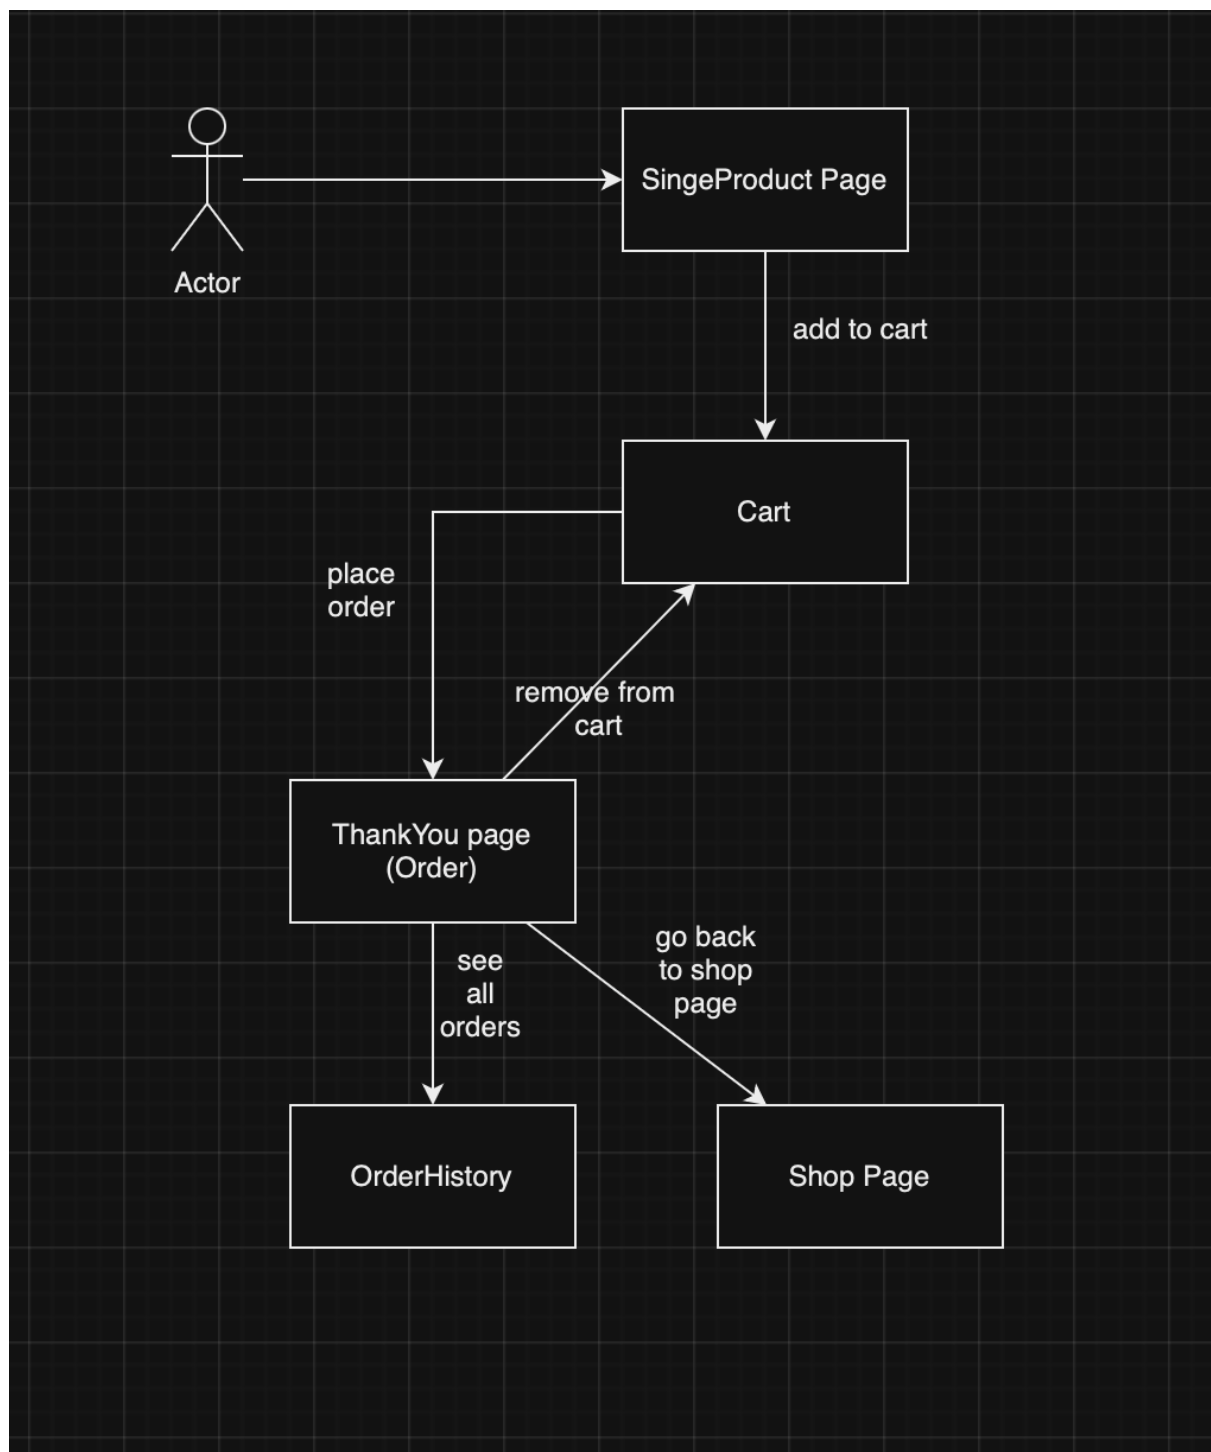 SingeProduct Page
Actor
add to cart
Cart
place
order
remove from
cart
ThankYou page
(Order)
see
all
orders
go back
to shop
page
OrderHistory
Shop Page